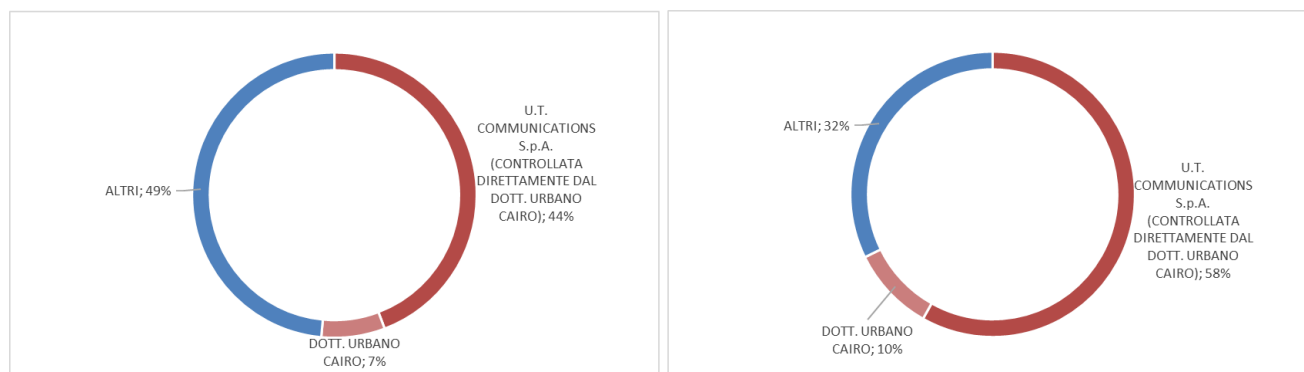 U.T.
COMMUNICATIONS
S.p.A.
(CONTROLLATA
DIRETTAMENTE DAL
DOTT. URBANO
CAIRO); 44%
ALTRI; 49%
DOTT. URBANO
CAIRO; 7%
ALTRI; 32%
U.T.
COMMUNICATIONS
S.p.A.
(CONTROLLATA
DIRETTAMENTE DAL
DOTT. URBANO
CAIRO); 58%
DOTT. URBANO
CAIRO; 10%